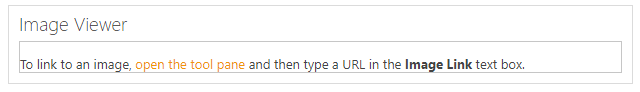 Image Viewer
To link to an image, open the tool pane and then type a URL in the Image Link text box.